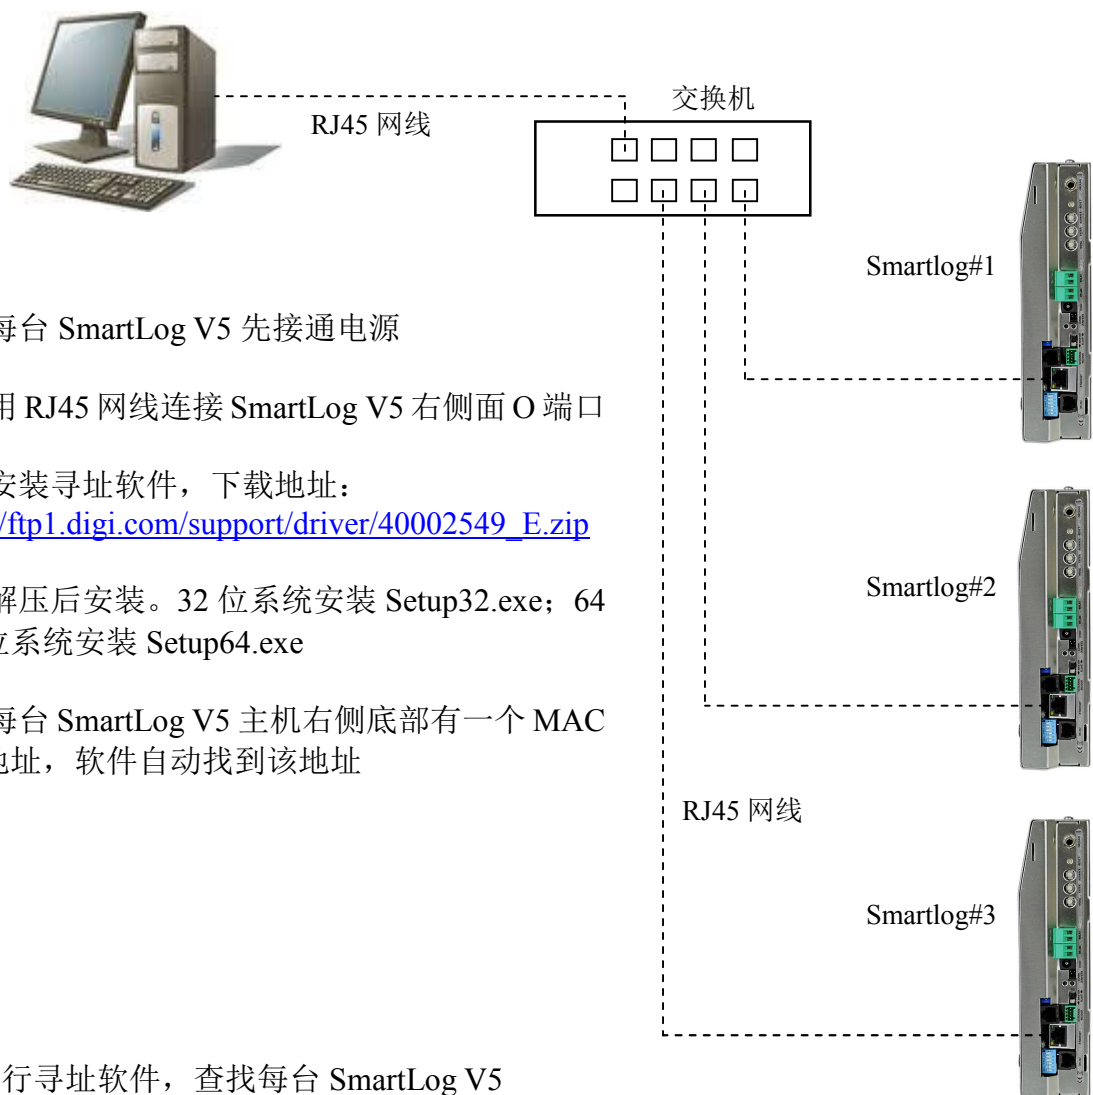 交换机
RJ45 网线
Smartlog#1
每台 SmartLog V5 先接通电源
用 RJ45 网线连接 SmartLog V5 右侧面 O 端口
安装寻址软件，下载地址：
/ftp1.digi.com/support/driver/40002549_E.zip
Smartlog#2
解压后安装。32 位系统安装 Setup32.exe；64
位系统安装 Setup64.exe
每台 SmartLog V5 主机右侧底部有一个 MAC
地址，软件自动找到该地址
RJ45 网线
Smartlog#3
行寻址软件，查找每台 SmartLog V5